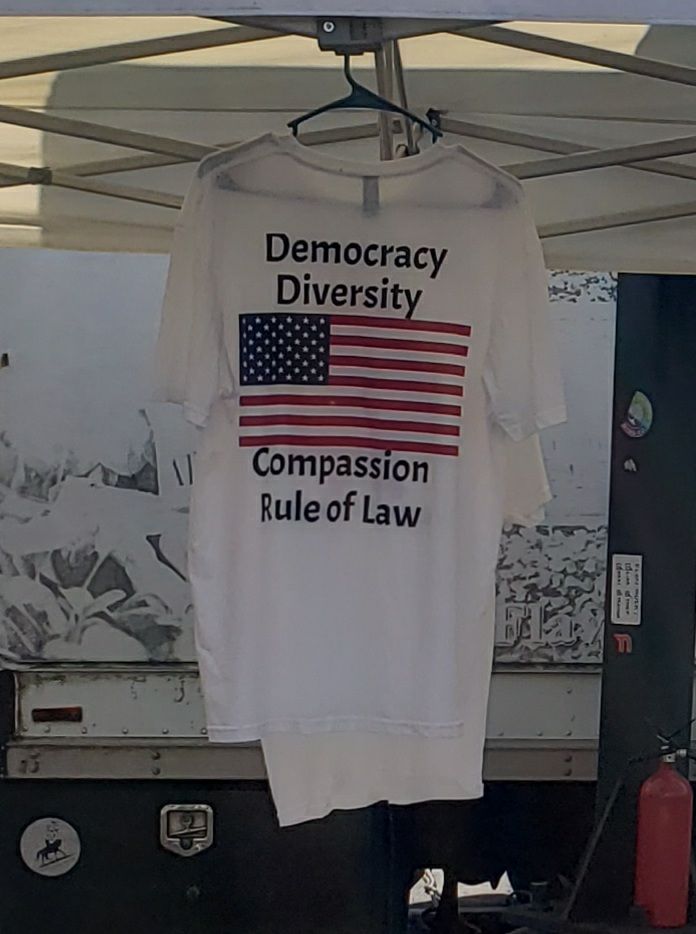 Democracy
Diversity
Compassion
Rule of Law